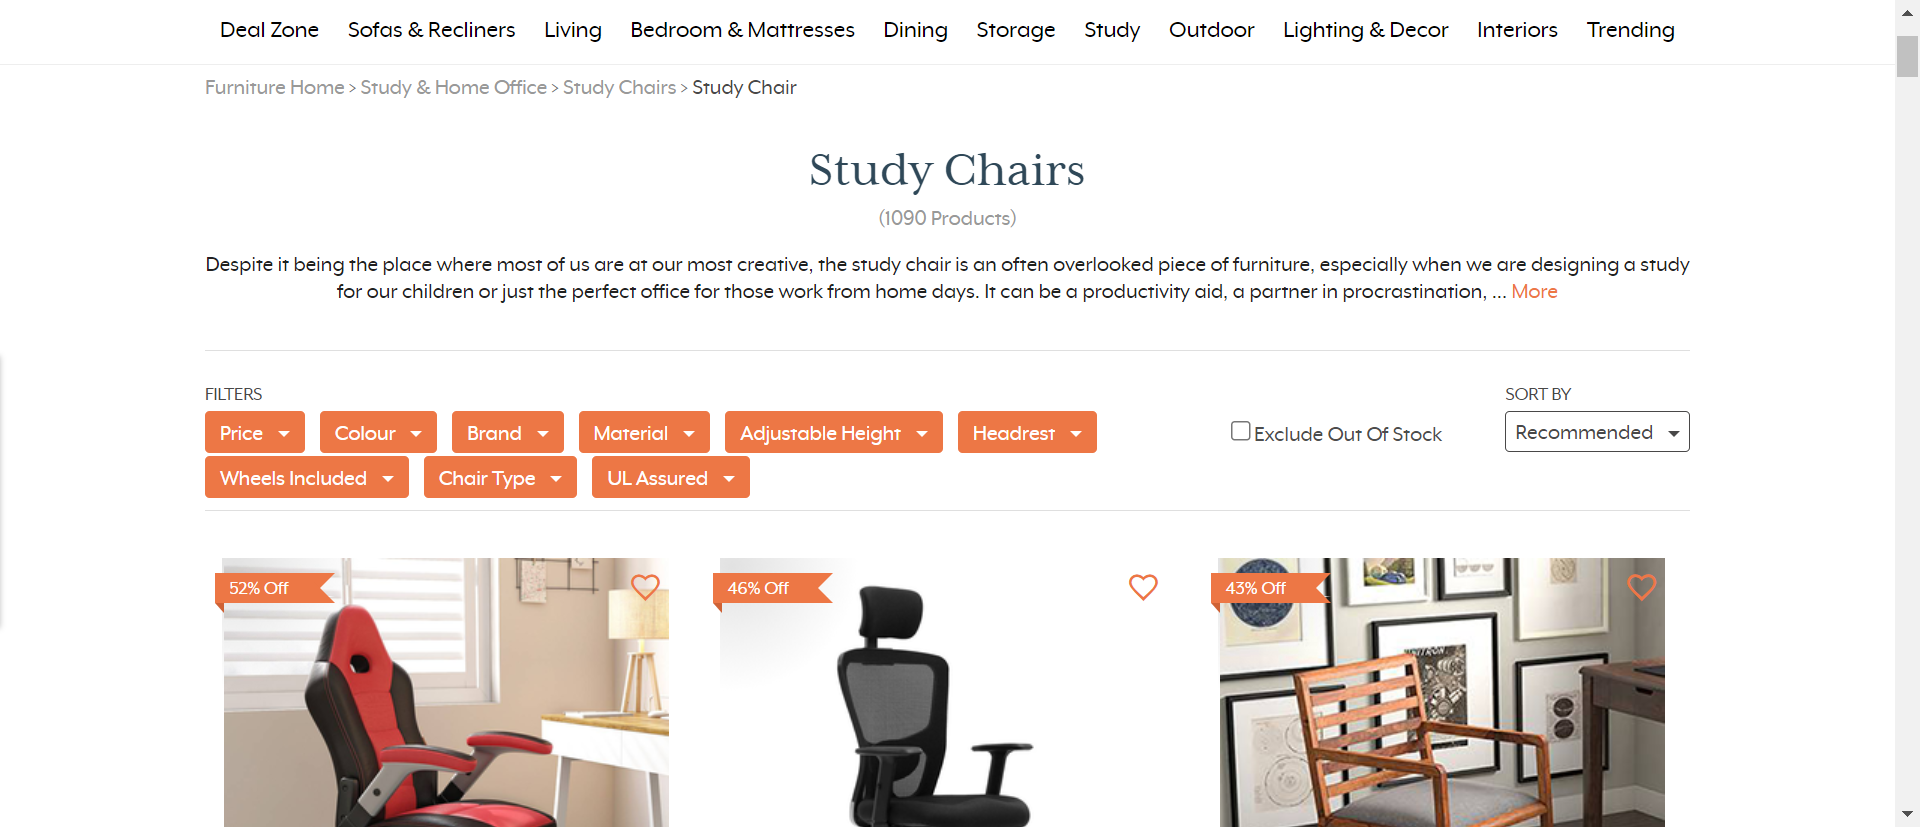 Deal Zone Sofas & Recliners Living Bedroom & Mattresses Dining Storage Study Outdoor Lighting & Decor Interiors Trending
Furniture Home > Study & Home Office > Study Chairs > Study Chair
Study Chairs
(1090 Products)
Despite it being the place where most of us are at our most creative, the study chair is an often overlooked piece of furniture, especially when we are designing a study
for our children or just the perfect office for those work from home days. It can be a productivity aid, a partner in procrastination, ... More
FILTERS
SORT BY
Price Colour Brand Material Adjustable Height Headrest
Exclude Out Of Stock
Recommended
Wheels Included Chair Type UL Assured
52% Off
46% Off
43% Off